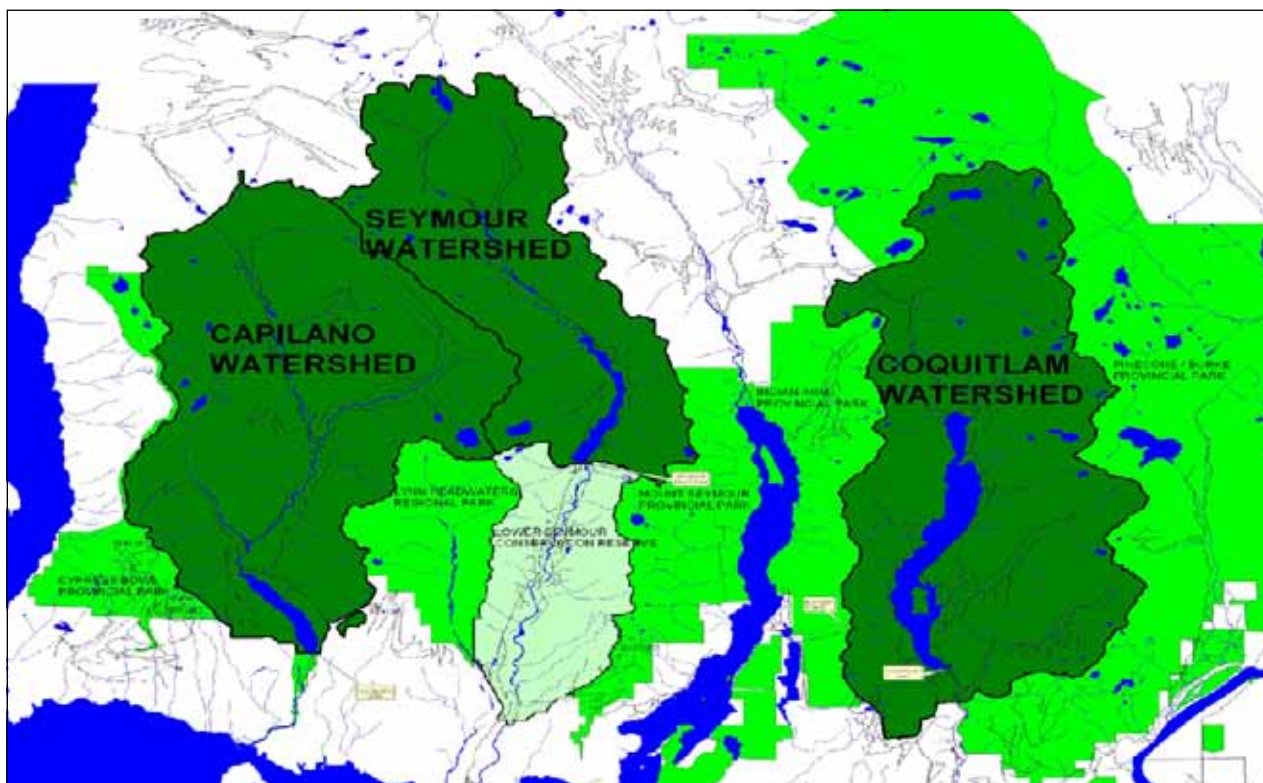 SEYMOUR
WATERSHED
CAPILANO
WATERSHED
COQUITLAM
WATERSHED
PINECONE / BURKE
PROVINCIAL PARK
INDIAN ARM
PROVINCIAL PARK
LYNN HEADWATERS
REGIONAL PARK
MOUNT SEYMOUR
PROVINCIAL PARK
LOWER SEYMOUR
CONSERVATION RESERVE
CYPRESS BOWL
PROVINCIAL PARK